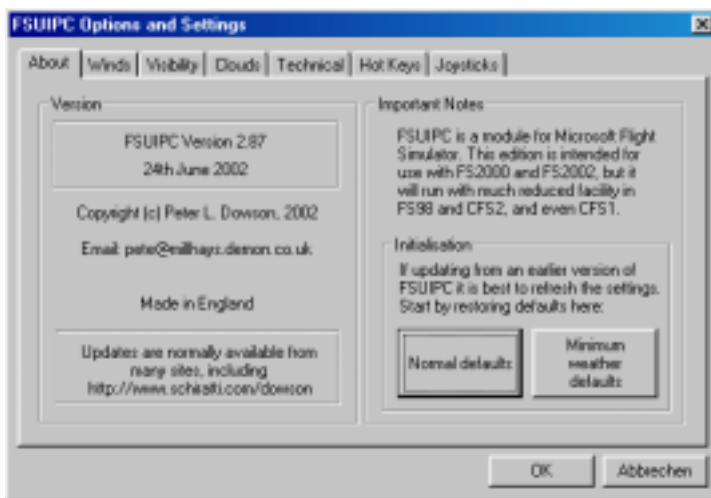 FSUIPC Options and Settings
About Winds Visibility Clouds Technical Hot Keys Joysticks
Version
FSUIPC Version 2.87
24th June 2002
Copyright (c) Peter L. Dowson, 2002
Email: pete@millhays.demon.co.uk
Made in England
Updates are normally available from
many sites, including
http://www.schiratti.com/dowson
Important Notes
FSUIPC is a module for Microsoft Flight
Simulator. This edition is intended for
use with FS2000 and FS2002, but it
will run with much reduced facility in
FS98 and CFS2, and even CFS1.
Initialisation
If updating from an earlier version of
FSUIPC it is best to refresh the settings.
Start by restoring defaults here:
Normal defaults
Minimum
weather
defaults
OK
Abbrechen